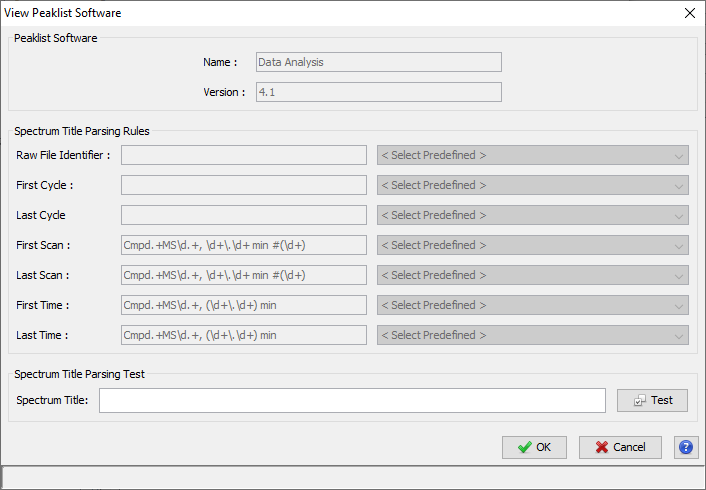 View Peaklist Software
Peaklist Software
Name : Data Analysis
Version : 4.1
Spectrum Title Parsing Rules
Raw File Identifier : < Select Predefined >
First Cycle : < Select Predefined >
Last Cycle < Select Predefined >
First Scan : Cmpd.+MS\d.+, \d+\.\d+ min #(\d+) < Select Predefined >
Last Scan : Cmpd.+MS\d.+, \d+\.\d+ min #(\d+) < Select Predefined >
First Time : Cmpd.+MS\d.+, (\d+\.\d+) min < Select Predefined >
Last Time : Cmpd.+MS\d.+, (\d+\.\d+) min < Select Predefined >
Spectrum Title Parsing Test
Spectrum Title: Test
OK Cancel ?